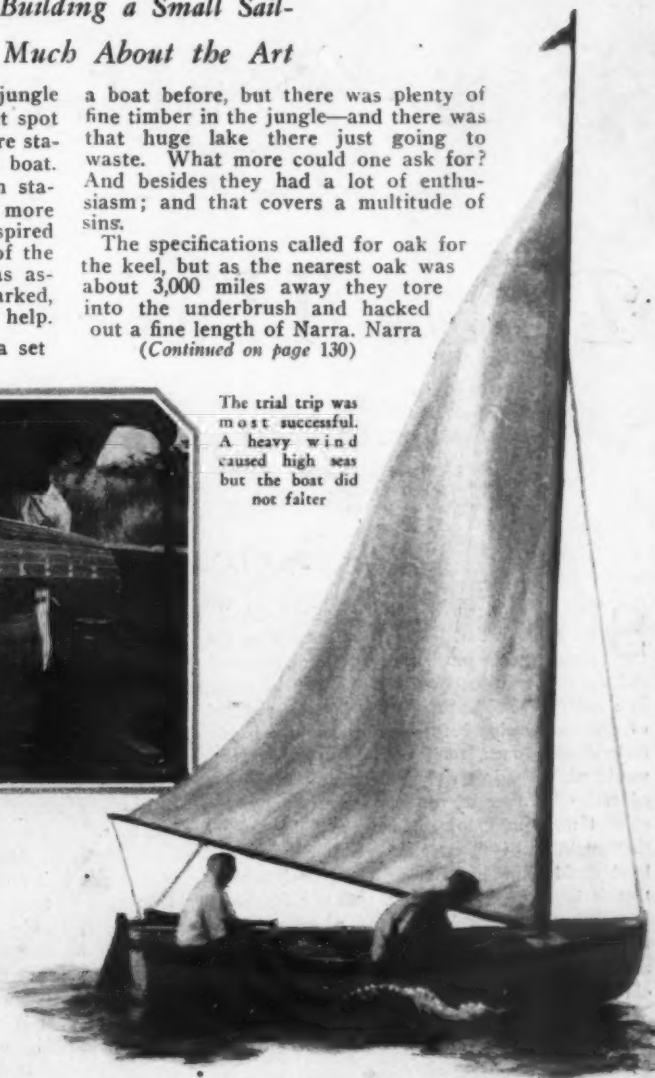 Building a Small Sail-
Much About the Art
jungle
t spot
re sta-
boat.
n sta-
more
spired
of the
as as-
arked,
help.
a set
a boat before, but there was plenty of
fine timber in the jungle—and there was
that huge lake there just going to
waste. What more could one ask for?
And besides they had a lot of enthu-
siasm; and that covers a multitude of
sins.
The specifications called for oak for
the keel, but as the nearest oak was
about 3,000 miles away they tore
into the underbrush and hacked
out a fine length of Narra. Narra
(Continued on page 130)
The trial trip was
most successful.
A heavy wind
caused high seas
but the boat did
not falter